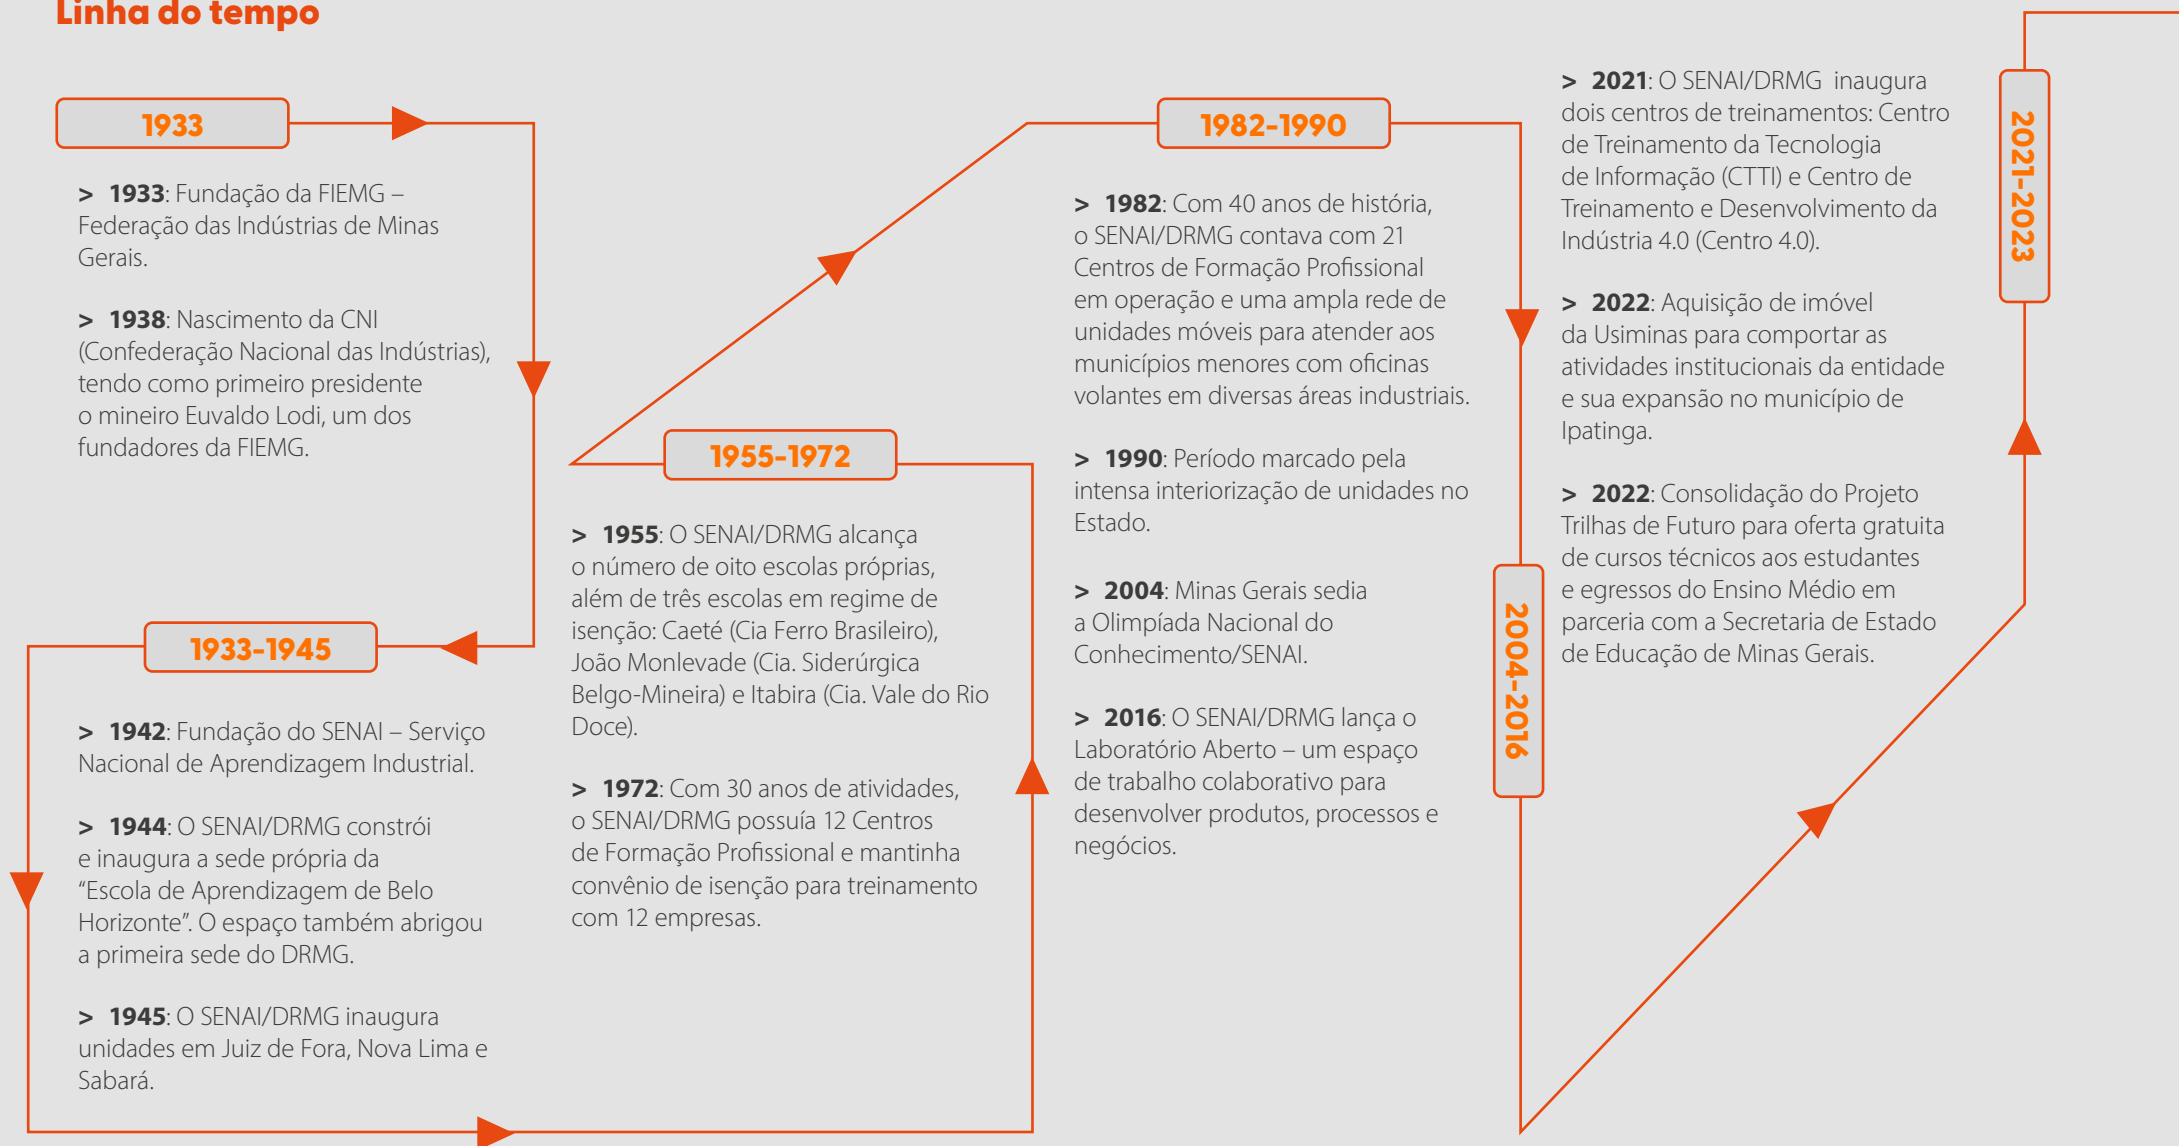 Linha do tempo
1933
> 1933: Fundação da FIEMG –
Federação das Indústrias de Minas
Gerais.
> 1938: Nascimento da CNI
(Confederação Nacional das Indústrias),
tendo como primeiro presidente
o mineiro Euvaldo Lodi, um dos
fundadores da FIEMG.
1933-1945
> 1942: Fundação do SENAI – Serviço
Nacional de Aprendizagem Industrial.
> 1944: O SENAI/DRMG constrói
e inaugura a sede própria da
“Escola de Aprendizagem de Belo
Horizonte”. O espaço também abrigou
a primeira sede do DRMG.
> 1945: O SENAI/DRMG inaugura
unidades em Juiz de Fora, Nova Lima e
Sabará.
1955-1972
> 1955: O SENAI/DRMG alcança
o número de oito escolas próprias,
além de três escolas em regime de
isenção: Caeté (Cia Ferro Brasileiro),
João Monlevade (Cia. Siderúrgica
Belgo-Mineira) e Itabira (Cia. Vale do Rio
Doce).
> 1972: Com 30 anos de atividades,
o SENAI/DRMG possuía 12 Centros
de Formação Profissional e mantinha
convênio de isenção para treinamento
com 12 empresas.
1982-1990
> 1982: Com 40 anos de história,
o SENAI/DRMG contava com 21
Centros de Formação Profissional
em operação e uma ampla rede de
unidades móveis para atender aos
municípios menores com oficinas
volantes em diversas áreas industriais.
> 1990: Período marcado pela
intensa interiorização de unidades no
Estado.
2004-2016
> 2004: Minas Gerais sedia
a Olimpíada Nacional do
Conhecimento/SENAI.
> 2016: O SENAI/DRMG lança o
Laboratório Aberto – um espaço
de trabalho colaborativo para
desenvolver produtos, processos e
negócios.
2021-2023
> 2021: O SENAI/DRMG inaugura
dois centros de treinamentos: Centro
de Treinamento da Tecnologia
de Informação (CTTI) e Centro de
Treinamento e Desenvolvimento da
Indústria 4.0 (Centro 4.0).
> 2022: Aquisição de imóvel
da Usiminas para comportar as
atividades institucionais da entidade
e sua expansão no município de
Ipatinga.
> 2022: Consolidação do Projeto
Trilhas de Futuro para oferta gratuita
de cursos técnicos aos estudantes
e egressos do Ensino Médio em
parceria com a Secretaria de Estado
de Educação de Minas Gerais.